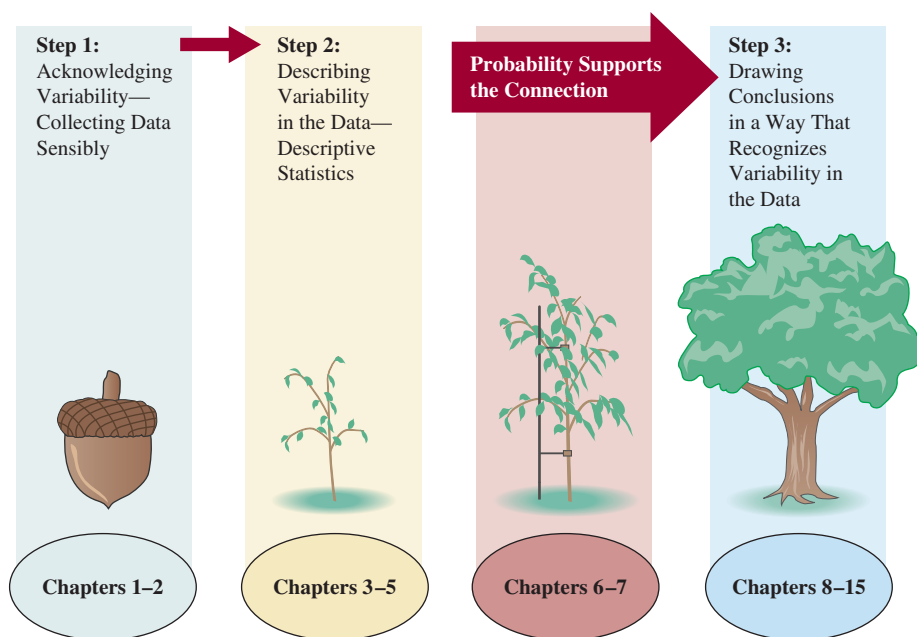 Step 1:
Acknowledging
Variability—
Collecting Data
Sensibly
Step 2:
Describing
Variability
in the Data—
Descriptive
Statistics
Probability Supports
the Connection
Step 3:
Drawing
Conclusions
in a Way That
Recognizes
Variability in
the Data
Chapters 1–2
Chapters 3–5
Chapters 6–7
Chapters 8–15